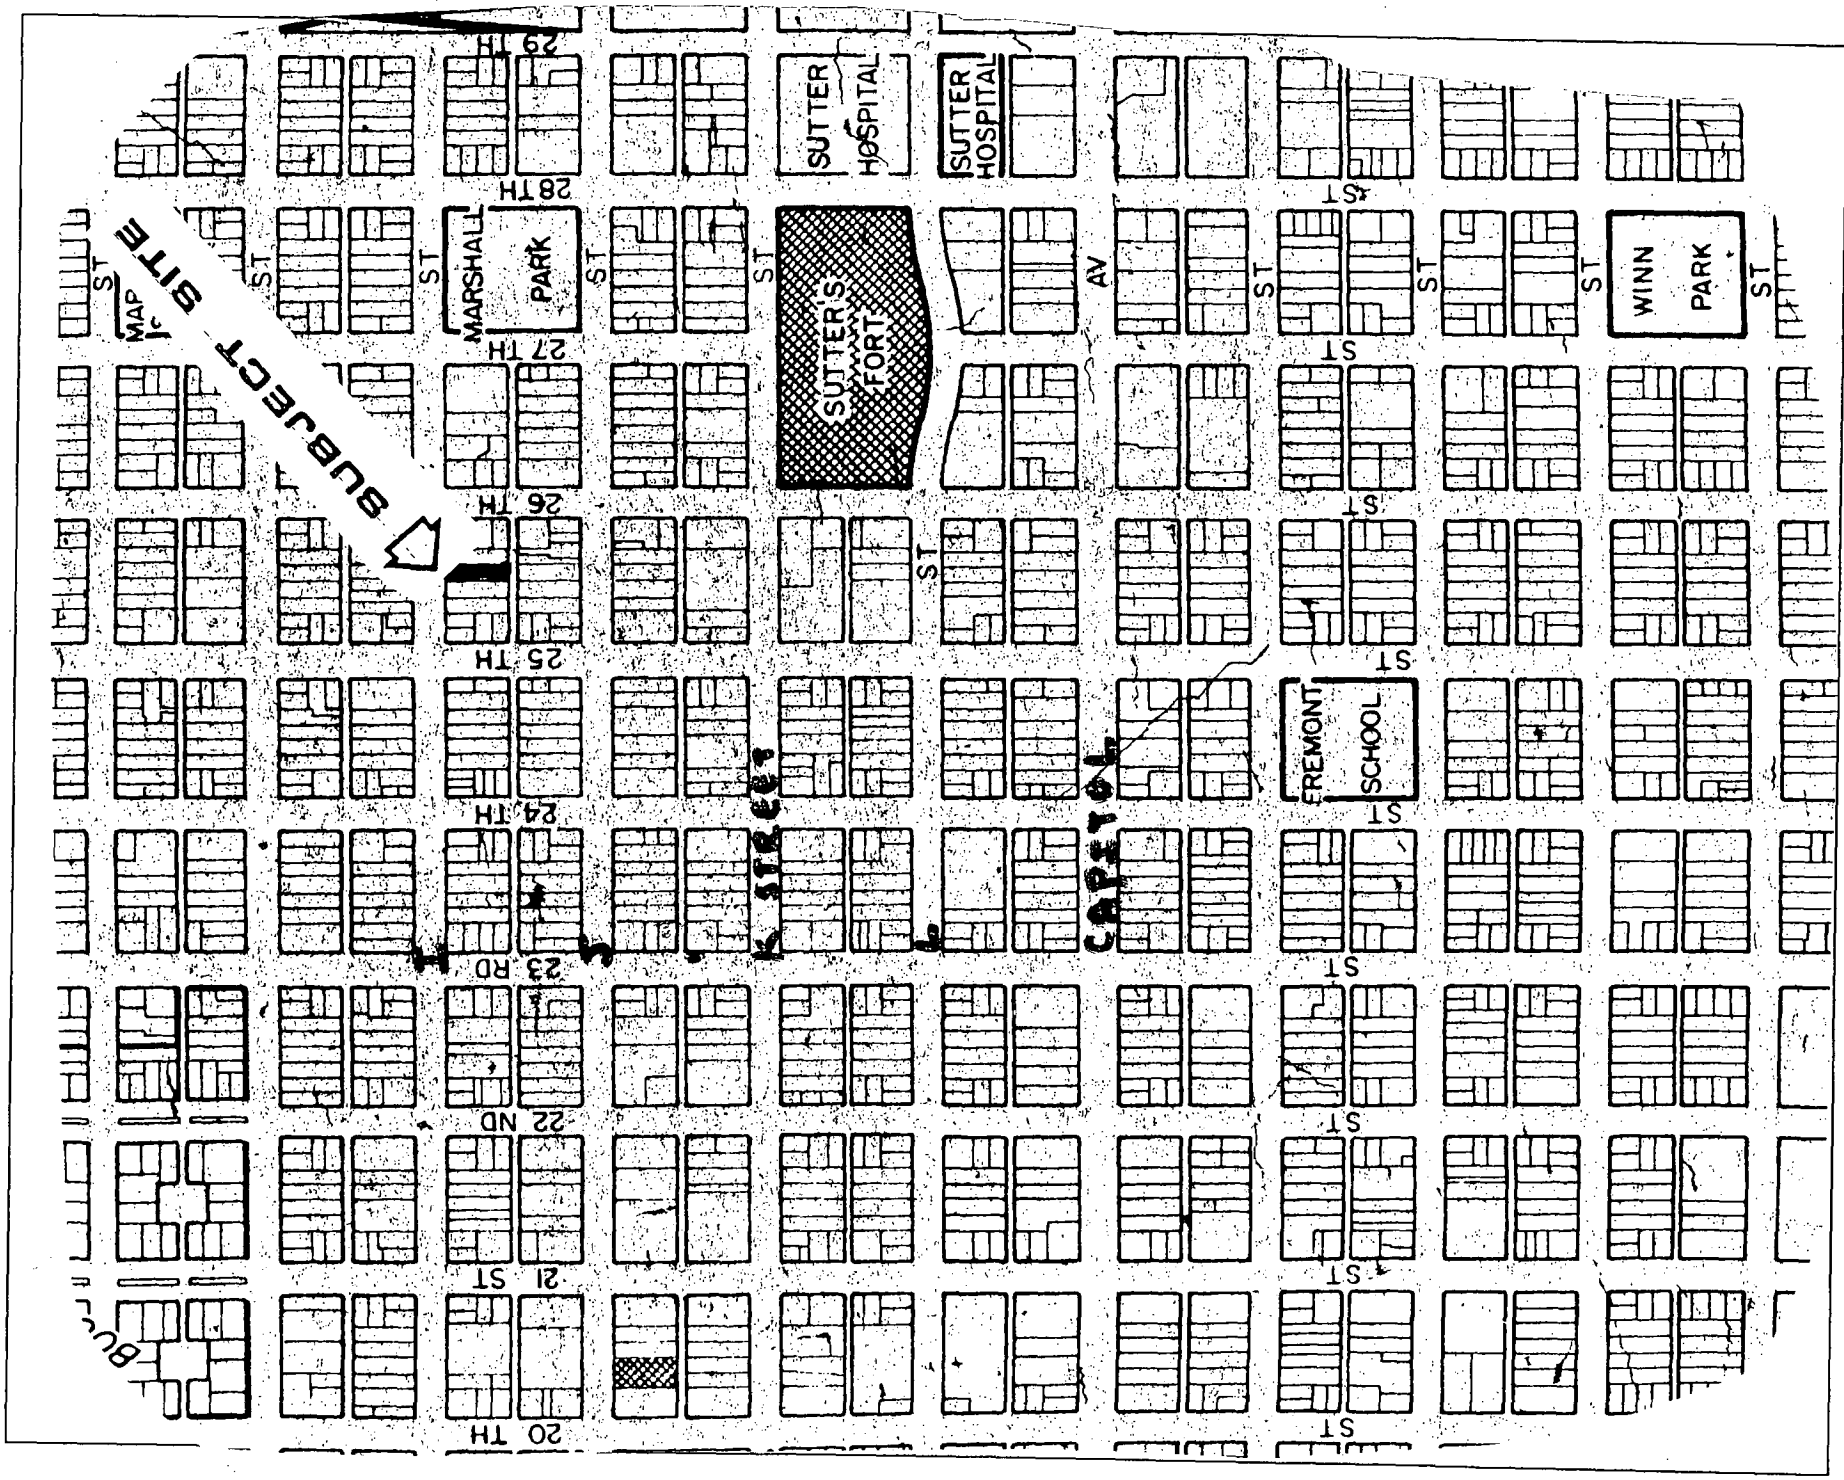 29 TH
SUTTER
HOSPITAL
SUTTER
HOSPITAL
28TH
ST
SUBJECT SITE
ST
MAP
ST
ST
MARSHALL
PARK
ST
ST
SUTTER'S
FORT
AV
ST
ST
ST
WINN
PARK
ST
27 TH
ST
26 TH
ST
ST
25 TH
ST
FREMONT
SCHOOL
24 TH
ST
K STREET
CAPITOL
I
J
L
23 RD
ST
22 ND
ST
21 ST
ST
20 TH
ST